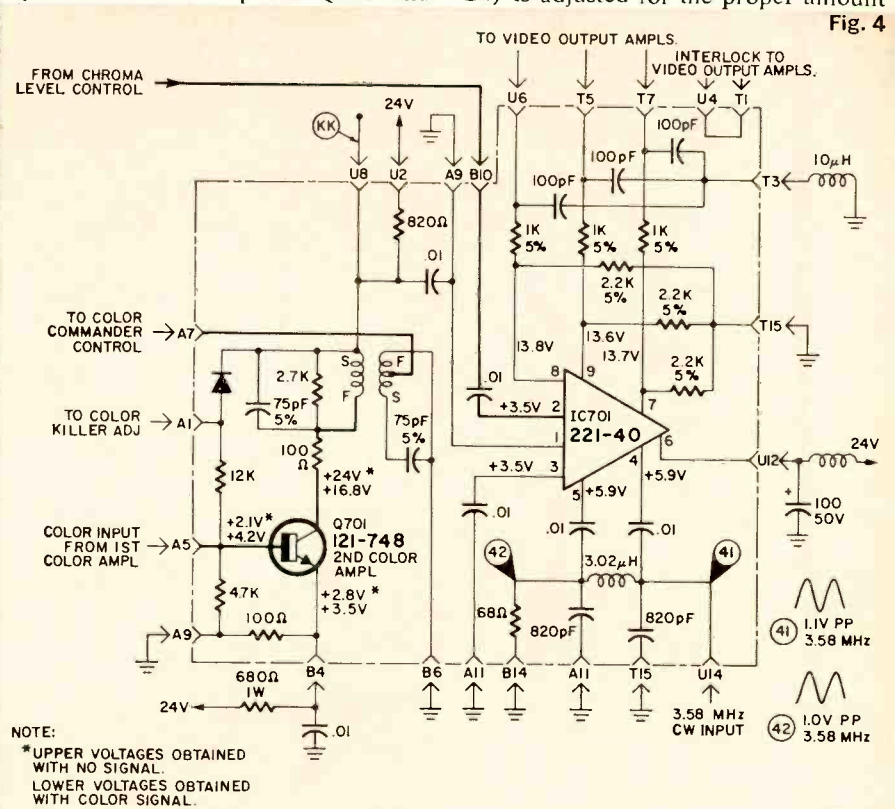 is adjusted for the proper amount
Fig. 4
TO VIDEO OUTPUT AMPLS.
INTERLOCK TO
VIDEO OUTPUT AMPLS.
FROM CHROMA
LEVEL CONTROL
U6
T5
T7
U4
T1
24V
KK
100pF
100pF
100pF
10μH
U8
U2
A9
B10
T3
820Ω
1K
5%
1K
5%
1K
5%
.01
2.2K
5%
2.2K
5%
2.2K
5%
TO COLOR
COMMANDER
CONTROL
A7
T15
13.8V
13.6V
13.7V
S
F
F
S
2.7K
75pF
5%
75pF
5%
.01
8
9
7
+3.5V
2
IC701
221-40
1
6
3
4
5
+3.5V
+5.9V
+5.9V
U12
24V
100
50V
TO COLOR
KILLER ADJ
A1
100
Ω
12K
+24V*
+16.8V
.01
.01
.01
COLOR INPUT
FROM 1ST
COLOR AMPL
A5
+2.1V*
+4.2V
Q701
121-748
2ND COLOR
AMPL
42
3.02μH
41
4.7K
+2.8V*
+3.5V
68Ω
820pF
820pF
100Ω
A9
41
1.1V PP
3.58 MHz
B4
B6
A11
B14
A11
T15
U14
680Ω
1W
24V
.01
3.58 MHz
CW INPUT
42
1.0V PP
3.58 MHz
NOTE:
*UPPER VOLTAGES OBTAINED
WITH NO SIGNAL.
LOWER VOLTAGES OBTAINED
WITH COLOR SIGNAL.